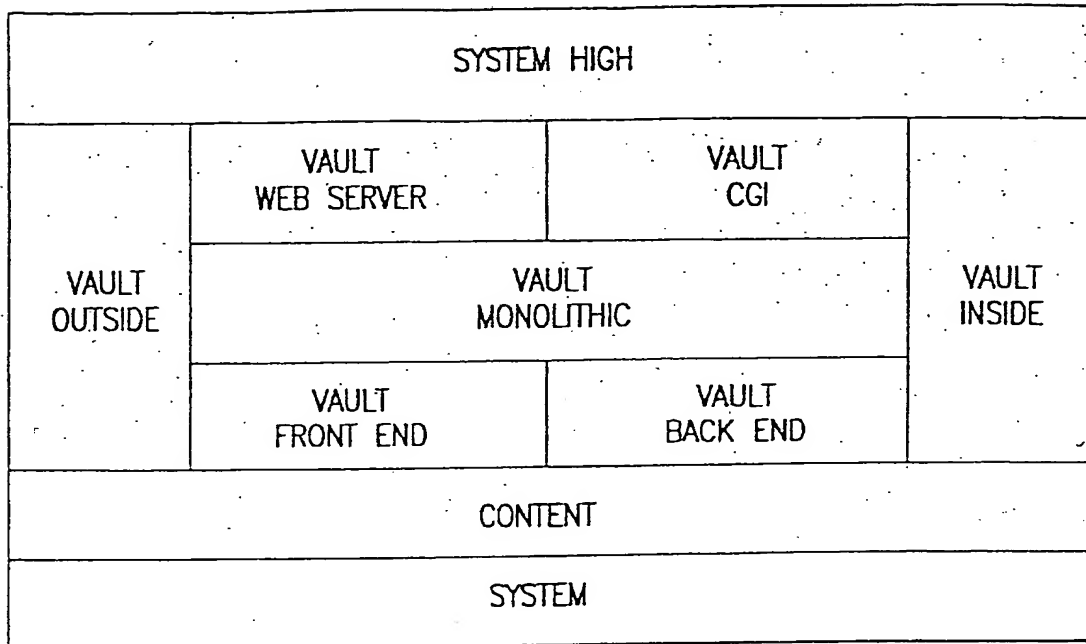 SYSTEM HIGH
VAULT
WEB SERVER
VAULT
CGI
VAULT
OUTSIDE
VAULT
MONOLITHIC
VAULT
INSIDE
VAULT
FRONT END
VAULT
BACK END
CONTENT
SYSTEM